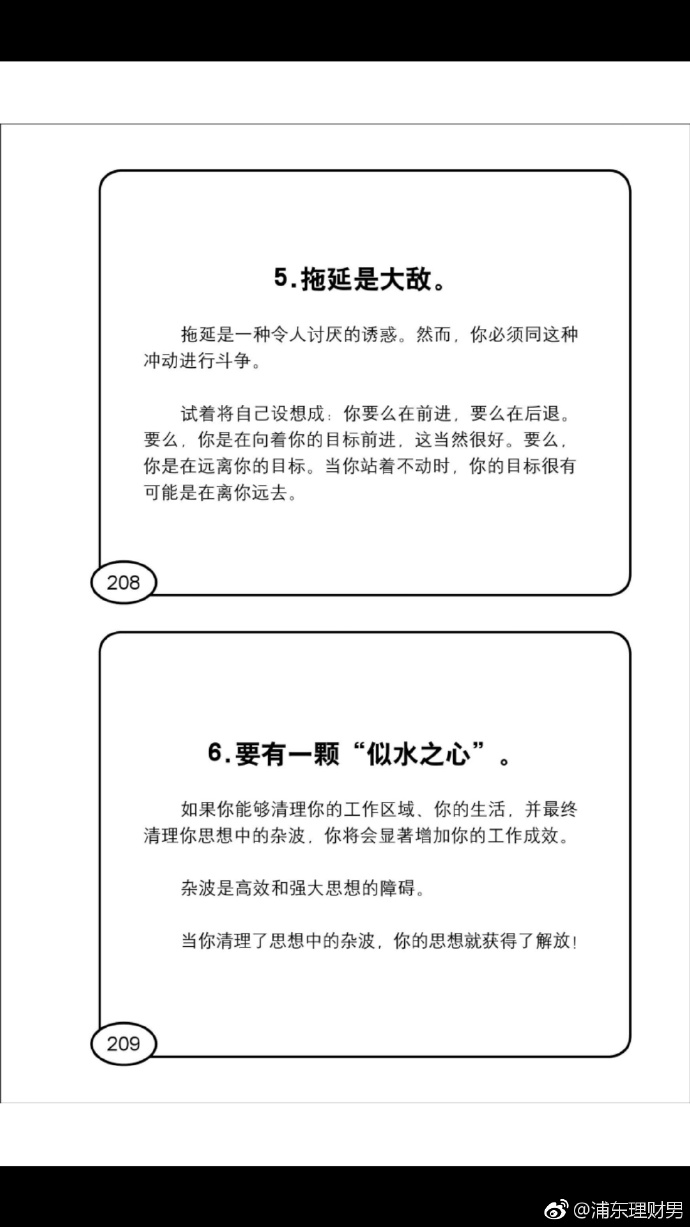 5.拖延是大敌。
拖延是一种令人讨厌的诱惑。然而，你必须同这种
冲动进行斗争。
试着将自己设想成：你要么在前进，要么在后退。
要么，你是在向着你的目标前进，这当然很好。要么，
你是在远离你的目标。当你站着不动时，你的目标很有
可能是在离你远去。
208
6.要有一颗“似水之心”。
如果你能够清理你的工作区域、你的生活，并最终
清理你思想中的杂波，你将会显著增加你的工作成效。
杂波是高效和强大思想的障碍。
当你清理了思想中的杂波，你的思想就获得了解放！
209
@浦东理财男